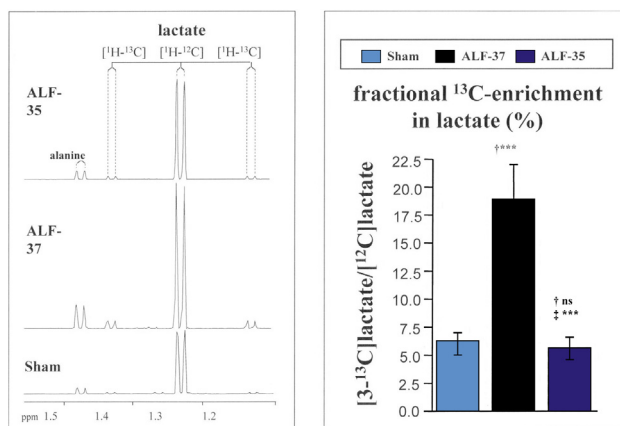 lactate
[¹H-¹³C] [¹H-¹²C] [¹H-¹³C]
ALF-
35
alanine
ALF-
37
Sham
ppm 1.5 1.4 1.3 1.2
Sham ALF-37 ALF-35
fractional ¹³C-enrichment
in lactate (%)
[3-¹³C]lactate/[¹²C]lactate
22.5
20.0
17.5
15.0
12.5
10.0
7.5
5.0
2.5
0.0
†***
† ns
‡ ***